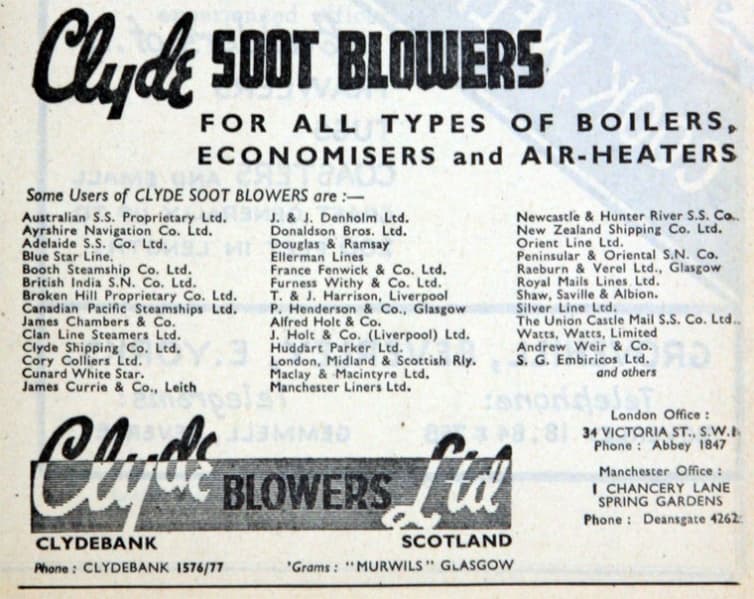 Clyde SOOT BLOWERS
FOR ALL TYPES OF BOILERS,
ECONOMISERS and AIR-HEATERS
Some Users of CLYDE SOOT BLOWERS are :—
Australian S.S. Proprietary Ltd.
Ayrshire Navigation Co. Ltd.
Adelaide S.S. Co. Ltd.
Blue Star Line.
Booth Steamship Co. Ltd.
British India S.N. Co. Ltd.
Broken Hill Proprietary Co. Ltd.
Canadian Pacific Steamships Ltd.
James Chambers & Co.
Clan Line Steamers Ltd.
Clyde Shipping Co. Ltd.
Cory Colliers Ltd.
Cunard White Star.
James Currie & Co., Leith
J. & J. Denholm Ltd.
Donaldson Bros. Ltd.
Douglas & Ramsay
Ellerman Lines
France Fenwick & Co. Ltd.
Furness Withy & Co. Ltd.
T. & J. Harrison, Liverpool
P. Henderson & Co., Glasgow
Alfred Holt & Co.
J. Holt & Co. (Liverpool) Ltd.
Huddart Parker Ltd.
London, Midland & Scottish Rly.
Maclay & Macintyre Ltd.
Manchester Liners Ltd.
Newcastle & Hunter River S.S. Co.
New Zealand Shipping Co. Ltd.
Orient Line Ltd.
Peninsular & Oriental S.N. Co.
Raeburn & Verel Ltd., Glasgow
Royal Mails Lines Ltd.
Shaw, Saville & Albion.
Silver Line Ltd.
The Union Castle Mail S.S. Co. Ltd.
Watts, Watts, Limited
Andrew Weir & Co.
S. G. Embiricos Ltd.
and others
London Office :
34 VICTORIA ST., S.W.1
Phone : Abbey 1847
Manchester Office :
1 CHANCERY LANE
SPRING GARDENS
Phone : Deansgate 4262
Clyde BLOWERS Ltd
CLYDEBANK SCOTLAND
Phone : CLYDEBANK 1576/77 'Grams : "MURWILS" GLASGOW